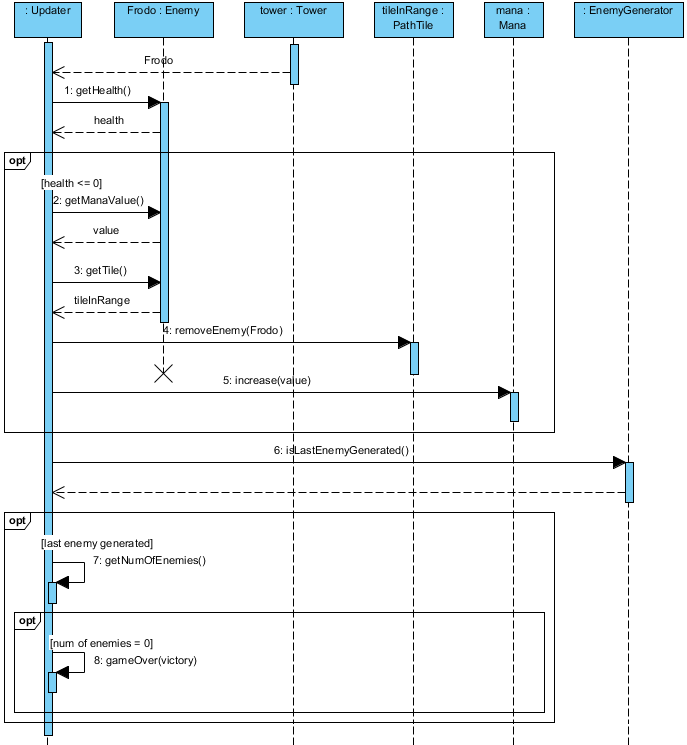 : Updater
Frodo : Enemy
tower : Tower
tileInRange :
PathTile
mana :
Mana
: EnemyGenerator
Frodo
1: getHealth()
health
opt
[health <= 0]
2: getManaValue()
value
3: getTile()
tileInRange
4: removeEnemy(Frodo)
5: increase(value)
6: isLastEnemyGenerated()
opt
[last enemy generated]
7: getNumOfEnemies()
opt
[num of enemies = 0]
8: gameOver(victory)